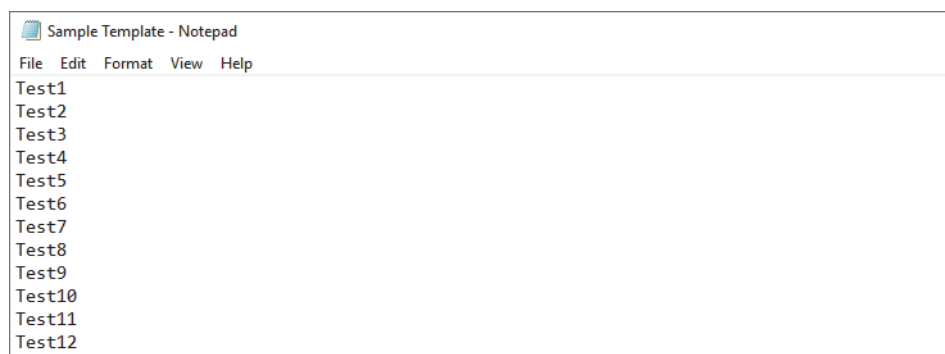 Sample Template - Notepad
File Edit Format View Help
Test1
Test2
Test3
Test4
Test5
Test6
Test7
Test8
Test9
Test10
Test11
Test12